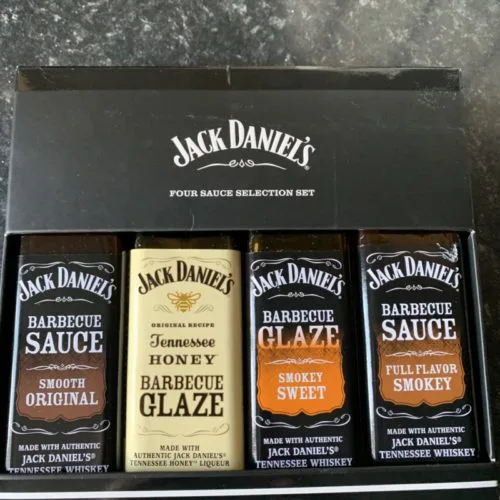 JACK DANIEL'S
FOUR SAUCE SELECTION SET
JACK DANIEL'S
BARBECUE
SAUCE
SMOOTH
ORIGINAL
MADE WITH AUTHENTIC
JACK DANIEL'S
TENNESSEE WHISKEY
JACK DANIEL'S
ORIGINAL RECIPE
Tennessee
HONEY
BARBECUE
GLAZE
MADE WITH
AUTHENTIC JACK DANIEL'S
TENNESSEE HONEY LIQUEUR
JACK DANIEL'S
BARBECUE
GLAZE
SMOKEY
SWEET
MADE WITH AUTHENTIC
JACK DANIEL'S
TENNESSEE WHISKEY
JACK DANIEL'S
BARBECUE
SAUCE
FULL FLAVOR
SMOKEY
MADE WITH AUTHENTIC
JACK DANIEL'S
TENNESSEE WHISKEY